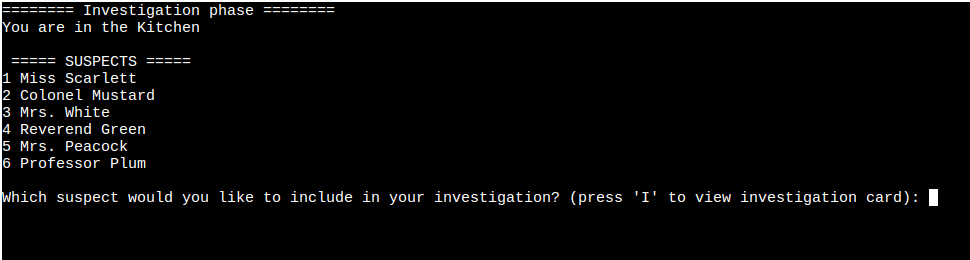 ======== Investigation phase ========
You are in the Kitchen
===== SUSPECTS =====
1 Miss Scarlett
2 Colonel Mustard
3 Mrs. White
4 Reverend Green
5 Mrs. Peacock
6 Professor Plum
Which suspect would you like to include in your investigation? (press 'I' to view investigation card):